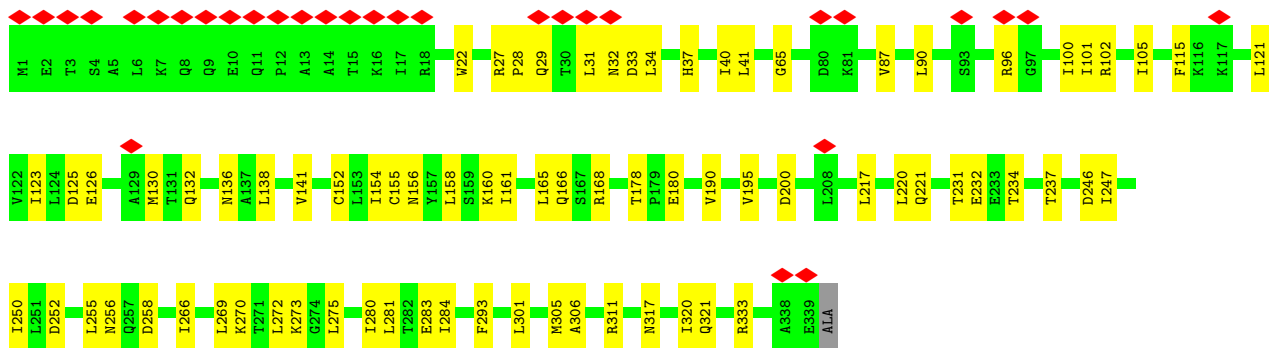 M1 E2 T3 S4 A5 L6 K7 Q8 Q9 E10 Q11 P12 A13 A14 T15 K16 I17 R18 W22 R27 P28 Q29 T30 L31 N32 D33 L34 H37 I40 L41 G65 D80 K81 V87 L90 S93 R96 G97 I100 I101 R102 I105 F115 K116 K117 L121
V122 I123 L124 D125 E126 A129 M130 T131 Q132 N136 A137 L138 V141 C152 L153 I154 C155 N156 Y157 L158 S159 K160 I161 L165 Q166 S167 R168 T178 P179 E180 V190 V195 D200 L208 L217 L220 Q221 T231 E232 E233 T234 T237 D246 I247
I250 L251 D252 L255 N256 Q257 D258 I266 L269 K270 T271 L272 K273 G274 L275 I280 L281 T282 E283 I284 F293 L301 M305 A306 R311 N317 I320 Q321 R333 A338 E339 ALA